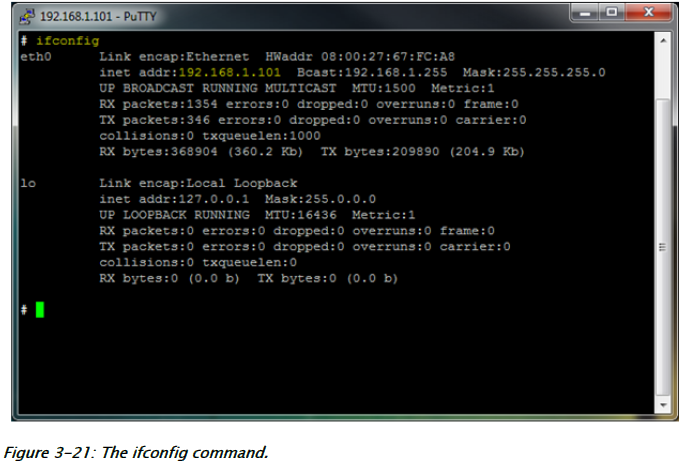 192.168.1.101 - PuTTY
# ifconfig
eth0 Link encap:Ethernet HWaddr 08:00:27:67:FC:A8
inet addr:192.168.1.101 Bcast:192.168.1.255 Mask:255.255.255.0
UP BROADCAST RUNNING MULTICAST MTU:1500 Metric:1
RX packets:1354 errors:0 dropped:0 overruns:0 frame:0
TX packets:346 errors:0 dropped:0 overruns:0 carrier:0
collisions:0 txqueuelen:1000
RX bytes:368904 (360.2 Kb) TX bytes:209890 (204.9 Kb)
lo Link encap:Local Loopback
inet addr:127.0.0.1 Mask:255.0.0.0
UP LOOPBACK RUNNING MTU:16436 Metric:1
RX packets:0 errors:0 dropped:0 overruns:0 frame:0
TX packets:0 errors:0 dropped:0 overruns:0 carrier:0
collisions:0 txqueuelen:0
RX bytes:0 (0.0 b) TX bytes:0 (0.0 b)
#
Figure 3-21: The ifconfig command.